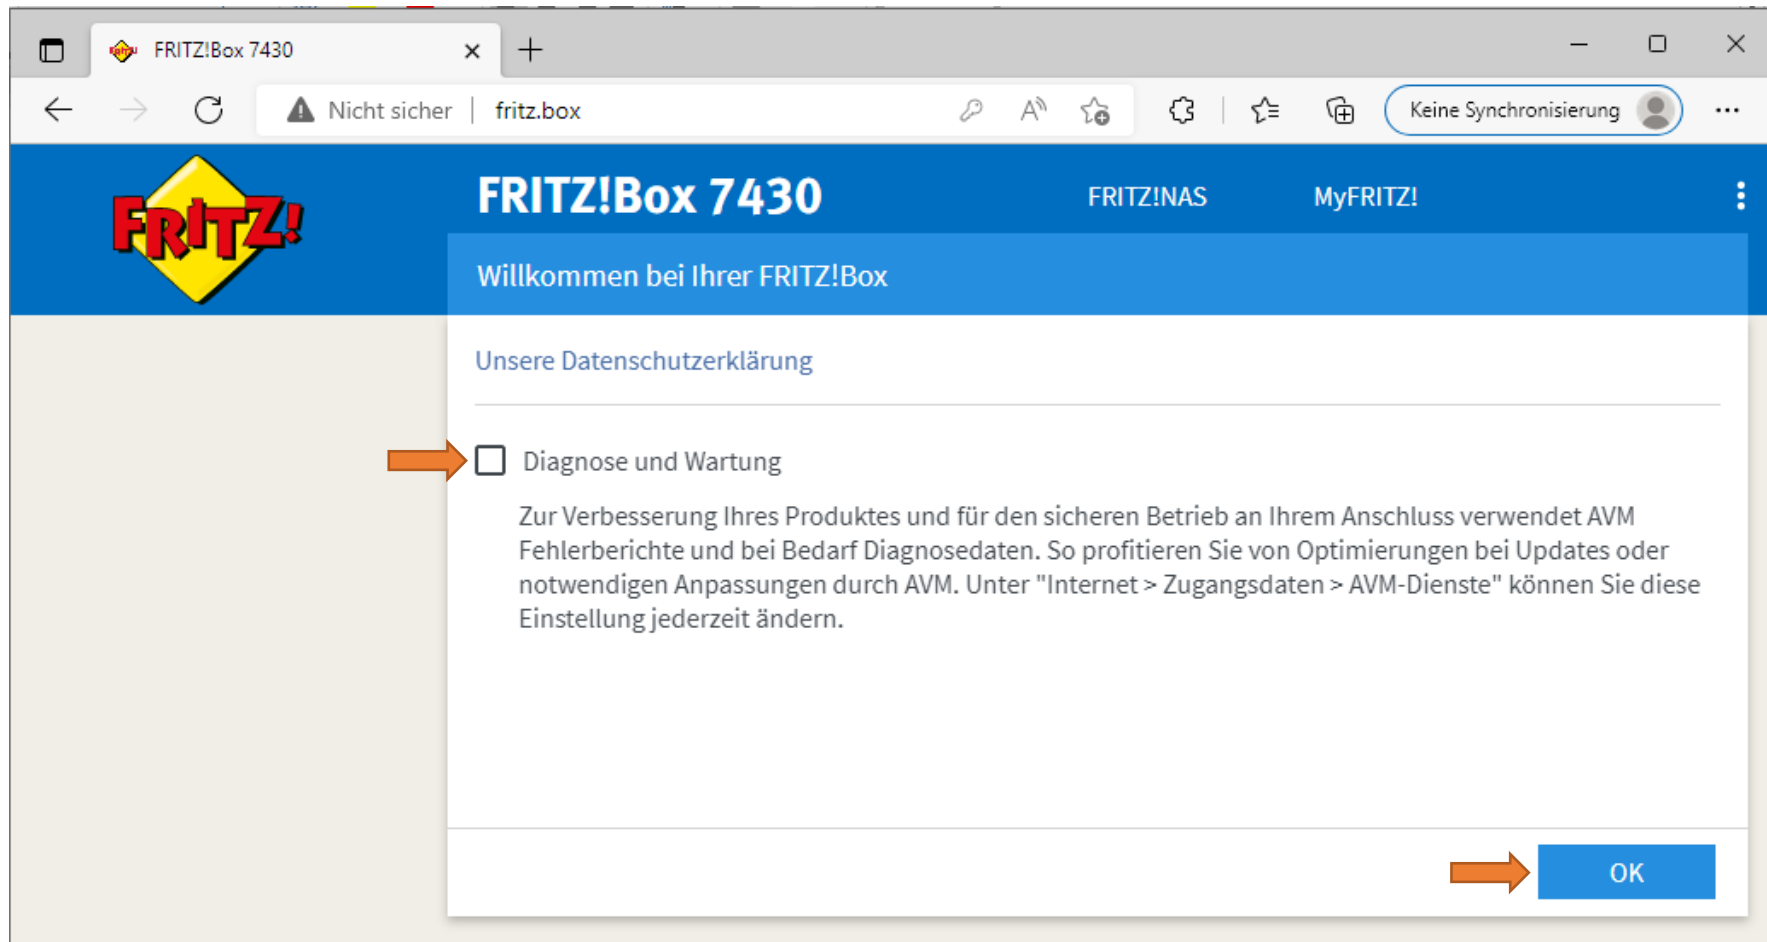 FRITZ!Box 7430
Nicht sicher fritz.box Keine Synchronisierung
FRITZ!
FRITZ!Box 7430 FRITZ!NAS MyFRITZ!
Willkommen bei Ihrer FRITZ!Box
Unsere Datenschutzerklärung
Diagnose und Wartung
Zur Verbesserung Ihres Produktes und für den sicheren Betrieb an Ihrem Anschluss verwendet AVM
Fehlerberichte und bei Bedarf Diagnosedaten. So profitieren Sie von Optimierungen bei Updates oder
notwendigen Anpassungen durch AVM. Unter "Internet > Zugangsdaten > AVM-Dienste" können Sie diese
Einstellung jederzeit ändern.
OK